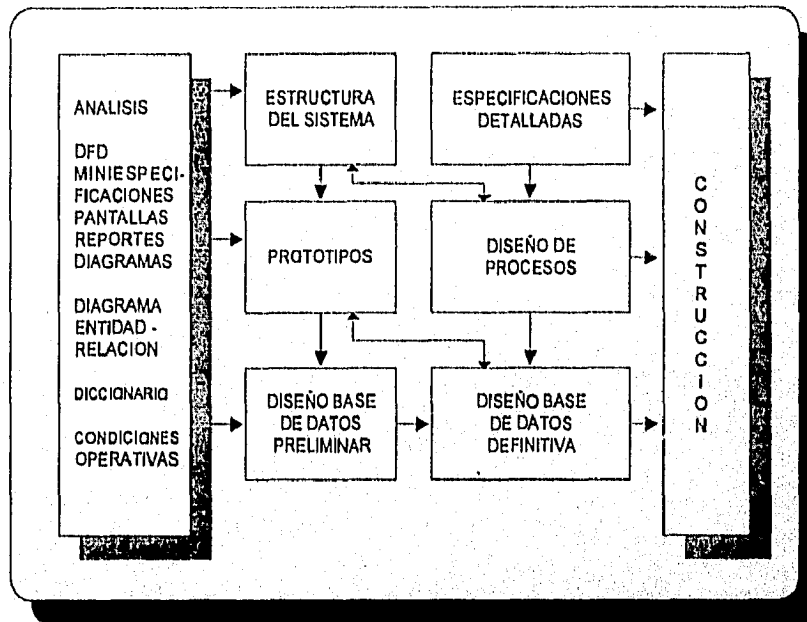 ANALISIS
DFD
MINIESPECI-
FICACIONES
PANTALLAS
REPORTES
DIAGRAMAS
DIAGRAMA
ENTIDAD -
RELACION
DICCIONARIO
CONDICIONES
OPERATIVAS
ESTRUCTURA
DEL SISTEMA
ESPECIFICACIONES
DETALLADAS
PROTOTIPOS
DISEÑO DE
PROCESOS
DISEÑO BASE
DE DATOS
PRELIMINAR
DISEÑO BASE
DE DATOS
DEFINITIVA
CONSTRUCCION